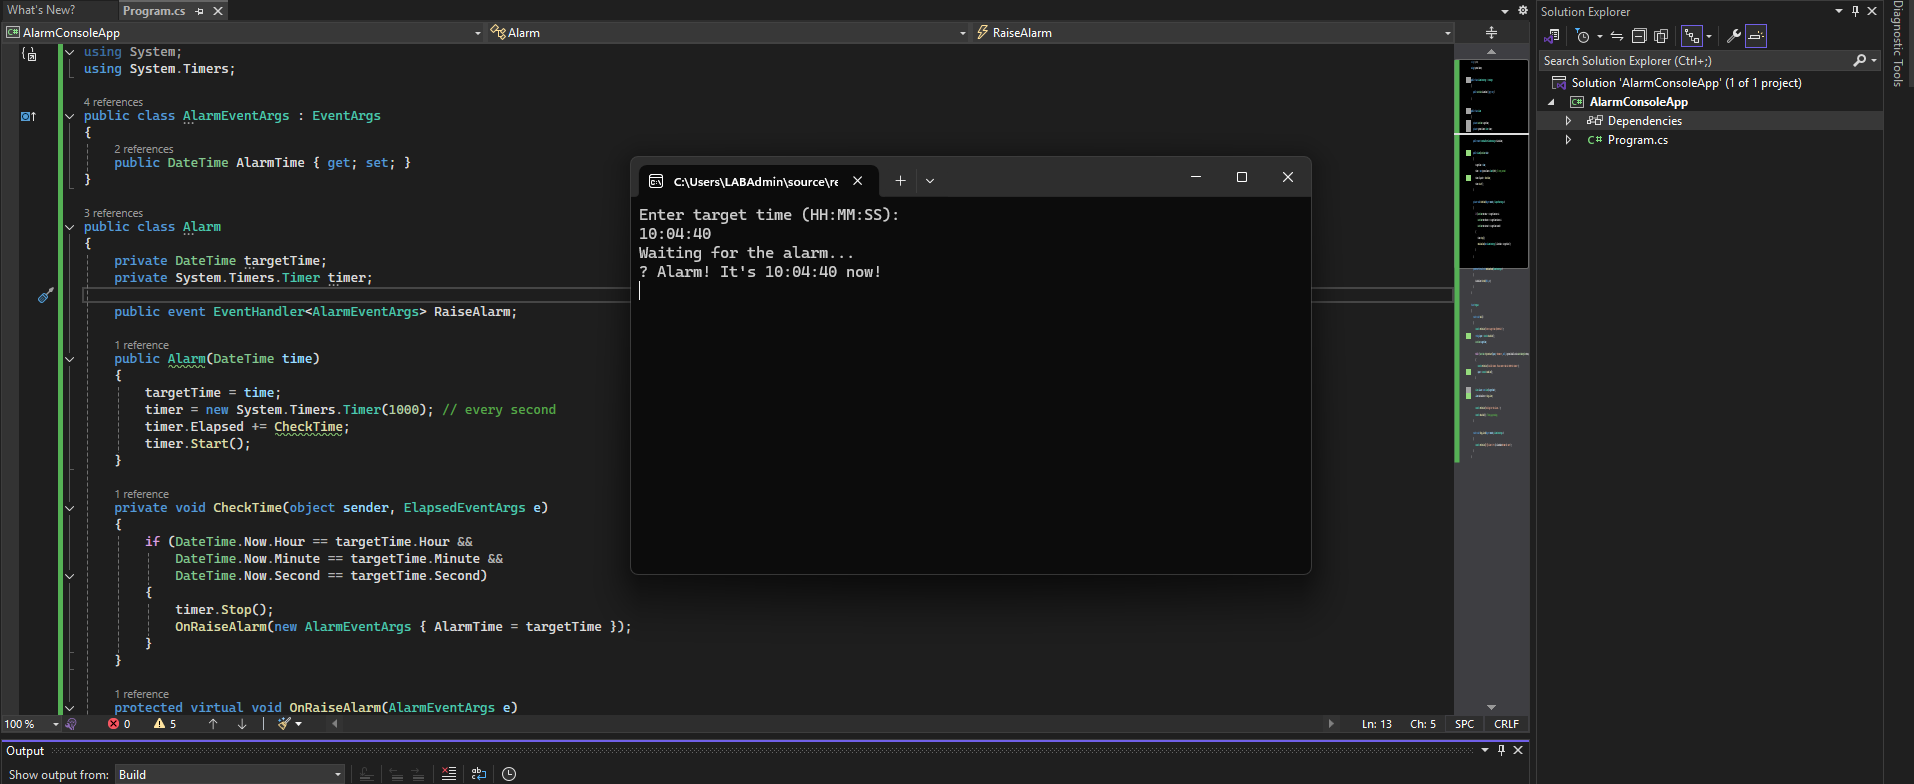 What's New?
Program.cs
AlarmConsoleApp
Alarm
RaiseAlarm
using System;
using System.Timers;
4 references
public class AlarmEventArgs : EventArgs
{
2 references
public DateTime AlarmTime { get; set; }
}
3 references
public class Alarm
{
private DateTime targetTime;
private System.Timers.Timer timer;
public event EventHandler<AlarmEventArgs> RaiseAlarm;
1 reference
public Alarm(DateTime time)
{
targetTime = time;
timer = new System.Timers.Timer(1000); // every second
timer.Elapsed += CheckTime;
timer.Start();
}
1 reference
private void CheckTime(object sender, ElapsedEventArgs e)
{
if (DateTime.Now.Hour == targetTime.Hour &&
DateTime.Now.Minute == targetTime.Minute &&
DateTime.Now.Second == targetTime.Second)
{
timer.Stop();
OnRaiseAlarm(new AlarmEventArgs { AlarmTime = targetTime });
}
}
1 reference
protected virtual void OnRaiseAlarm(AlarmEventArgs e)
C:\Users\LABAdmin\source\re
Enter target time (HH:MM:SS):
10:04:40
Waiting for the alarm...
? Alarm! It's 10:04:40 now!
100 %
0
5
Ln: 13
Ch: 5
SPC
CRLF
Output
Show output from: Build
Solution Explorer
Search Solution Explorer (Ctrl+;)
Solution 'AlarmConsoleApp' (1 of 1 project)
C# AlarmConsoleApp
Dependencies
C# Program.cs
Diagnostic Tools